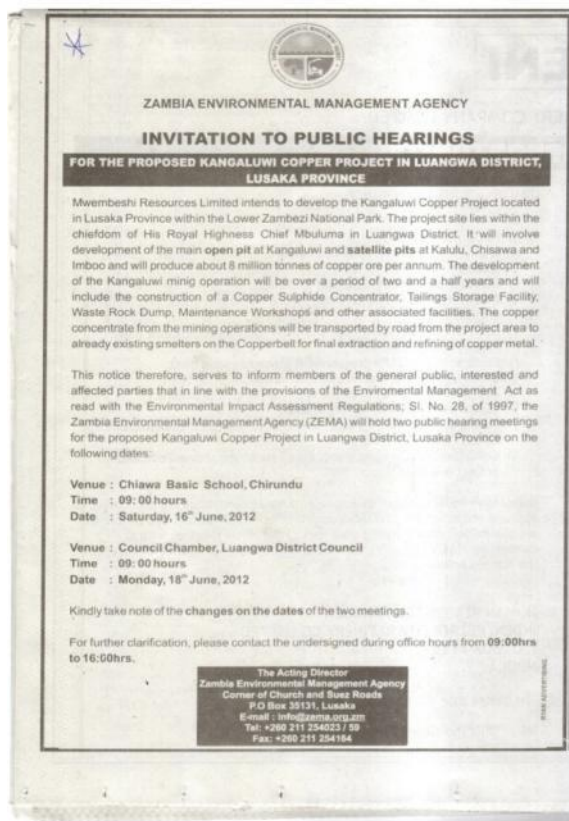 ZAMBIA ENVIRONMENTAL MANAGEMENT AGENCY
INVITATION TO PUBLIC HEARINGS
FOR THE PROPOSED KANGALUWI COPPER PROJECT IN LUANGWA DISTRICT,
LUSAKA PROVINCE
Mwembeshi Resources Limited intends to develop the Kangaluwi Copper Project located
in Lusaka Province within the Lower Zambezi National Park. The project site lies within the
chiefdom of His Royal Highness Chief Mbuluma in Luangwa District. It will involve
development of the main open pit at Kangaluwi and satellite pits at Kalulu, Chisawa and
Imboo and will produce about 8 million tonnes of copper ore per annum. The development
of the Kangaluwi minig operation will be over a period of two and a half years and will
include the construction of a Copper Sulphide Concentrator, Tailings Storage Facility,
Waste Rock Dump, Maintenance Workshops and other associated facilities. The copper
concentrate from the mining operations will be transported by road from the project area to
already existing smelters on the Copperbell for final extraction and refining of copper metal.
This notice therefore, serves to inform members of the general public, interested and
affected parties that in line with the provisions of the Enviromental Management Act as
read with the Environmental Impact Assessment Regulations; SI. No. 28, of 1997, the
Zambia Environmental Management Agency (ZEMA) will hold two public hearing meetings
for the proposed Kangaluwi Copper Project in Luangwa District, Lusaka Province on the
following dates:
Venue : Chiawa Basic School, Chirundu
Time : 09: 00 hours
Date : Saturday, 16th June, 2012
Venue : Council Chamber, Luangwa District Council
Time : 09: 00 hours
Date : Monday, 18th June, 2012
Kindly take note of the changes on the dates of the two meetings.
For further clarification, please contact the undersigned during office hours from 09:00hrs
to 16:00hrs.
The Acting Director
Zambia Environmental Management Agency
Corner of Church and Suez Roads
P.O Box 35131, Lusaka
E-mail : info@zema.org.zm
Tel: +260 211 254023 / 59
Fax: +260 211 254164